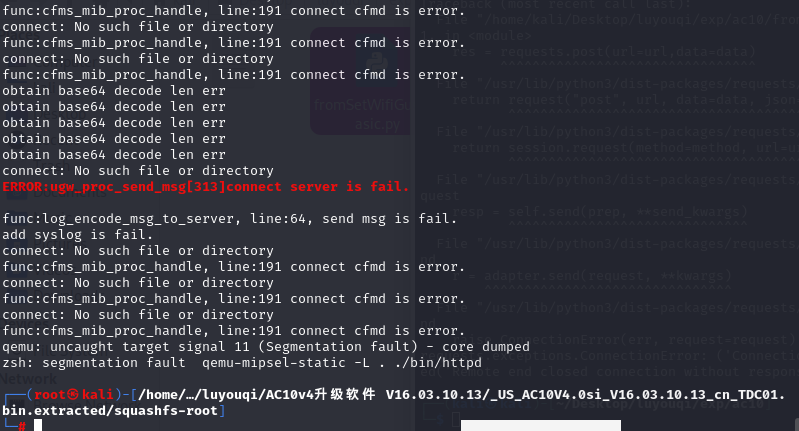 func:cfms_mib_proc_handle, line:191 connect cfmd is error.
connect: No such file or directory
func:cfms_mib_proc_handle, line:191 connect cfmd is error.
connect: No such file or directory
func:cfms_mib_proc_handle, line:191 connect cfmd is error.
obtain base64 decode len err
obtain base64 decode len err
obtain base64 decode len err
obtain base64 decode len err
obtain base64 decode len err
connect: No such file or directory
ERROR:ugw_proc_send_msg[313]connect server is fail.
func:log_encode_msg_to_server, line:64, send msg is fail.
add syslog is fail.
connect: No such file or directory
func:cfms_mib_proc_handle, line:191 connect cfmd is error.
connect: No such file or directory
func:cfms_mib_proc_handle, line:191 connect cfmd is error.
connect: No such file or directory
func:cfms_mib_proc_handle, line:191 connect cfmd is error.
qemu: uncaught target signal 11 (Segmentation fault) - core dumped
zsh: segmentation fault  qemu-mipsel-static -L . ./bin/httpd
┌──(root㉿kali)-[/home/…/luyouqi/AC10v4升级软件 V16.03.10.13/_US_AC10V4.0si_V16.03.10.13_cn_TDC01.
bin.extracted/squashfs-root]
└─#